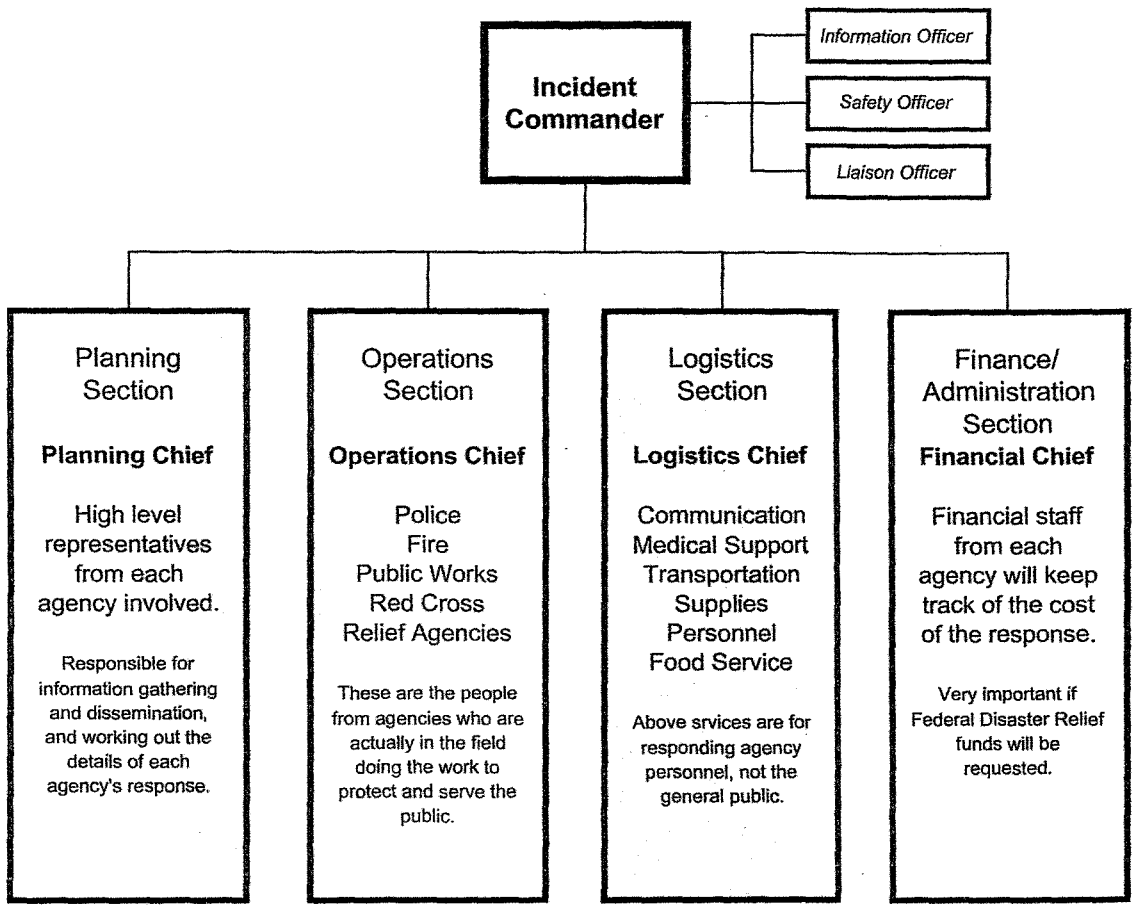 Incident
Commander
Information Officer
Safety Officer
Liaison Officer
Planning
Section
Planning Chief
High level
representatives
from each
agency involved.
Responsible for
information gathering
and dissemination,
and working out the
details of each
agency's response.
Operations
Section
Operations Chief
Police
Fire
Public Works
Red Cross
Relief Agencies
These are the people
from agencies who are
actually in the field
doing the work to
protect and serve the
public.
Logistics
Section
Logistics Chief
Communication
Medical Support
Transportation
Supplies
Personnel
Food Service
Above srvices are for
responding agency
personnel, not the
general public.
Finance/
Administration
Section
Financial Chief
Financial staff
from each
agency will keep
track of the cost
of the response.
Very important if
Federal Disaster Relief
funds will be
requested.